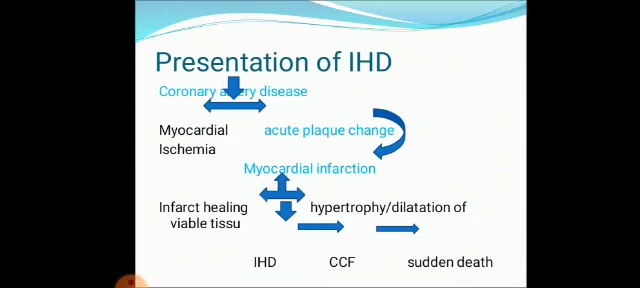 Presentation of IHD
Coronary artery disease
Myocardial acute plaque change
Ischemia
Myocardial infarction
Infarct healing hypertrophy/dilatation of
viable tissu
IHD CCF sudden death